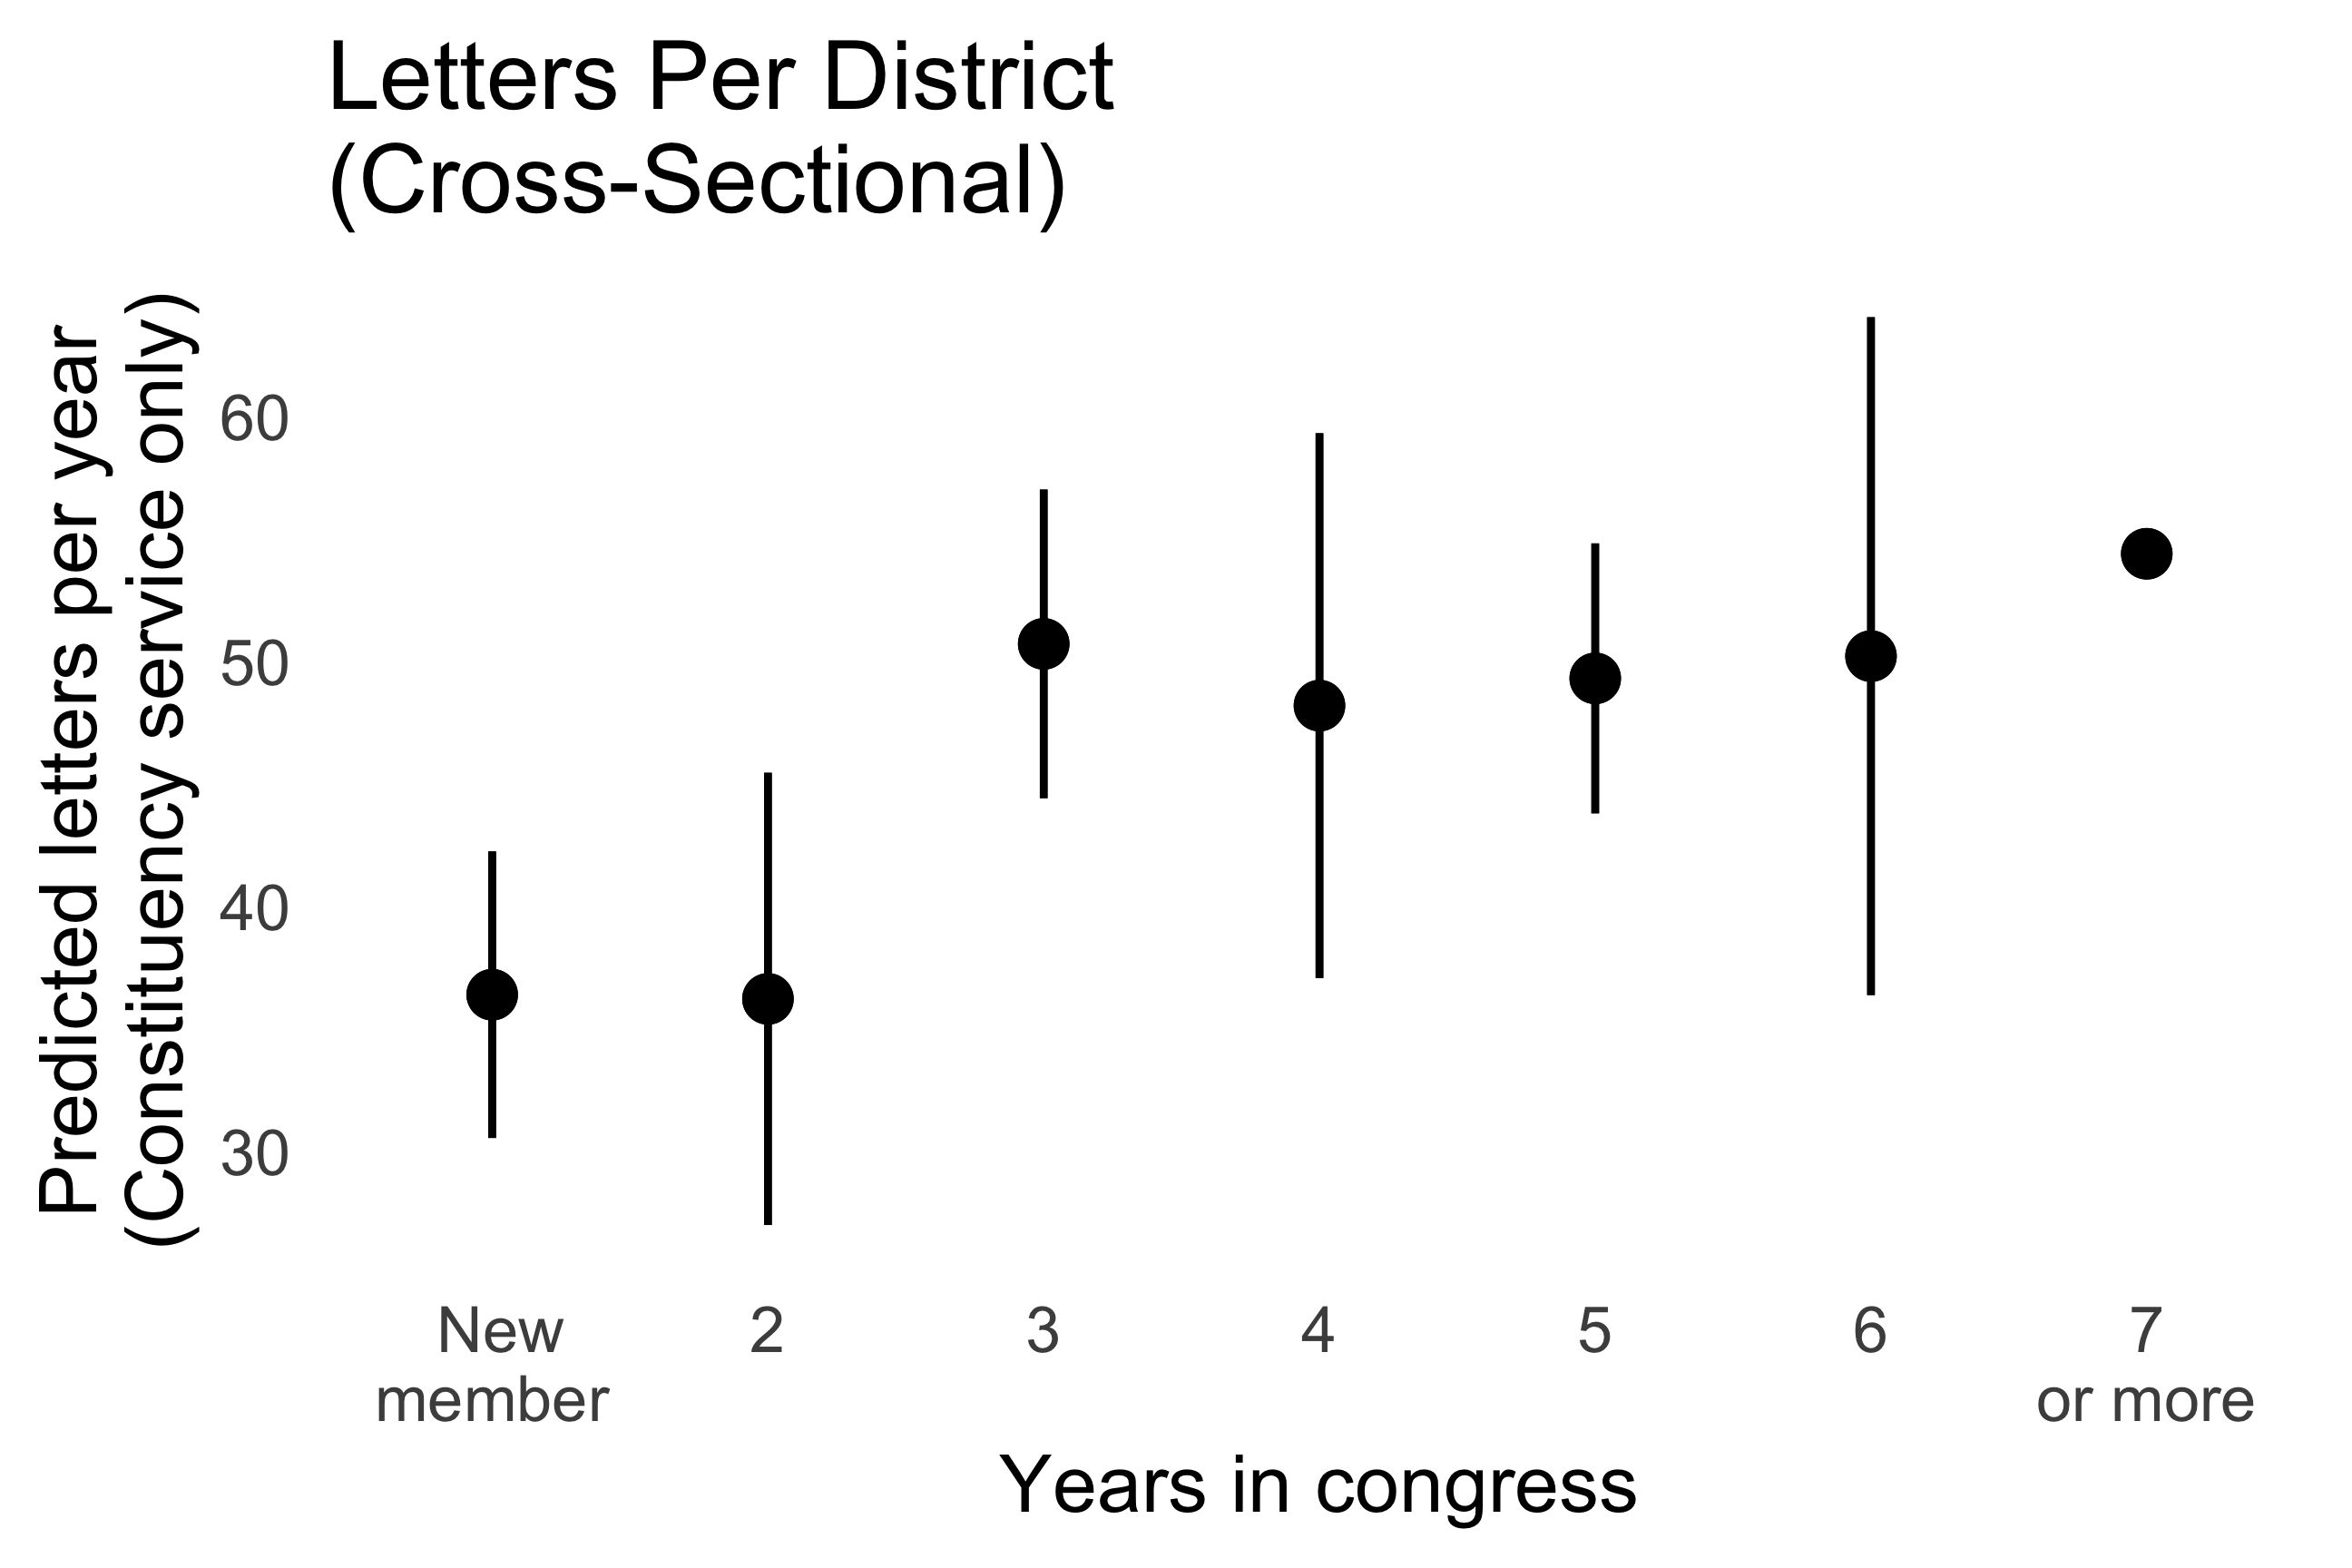 Letters Per District
(Cross-Sectional)
Predicted letters per year
(Constituency service only)
60
50
40
30
New
member
2
3
4
5
6
7
or more
Years in congress